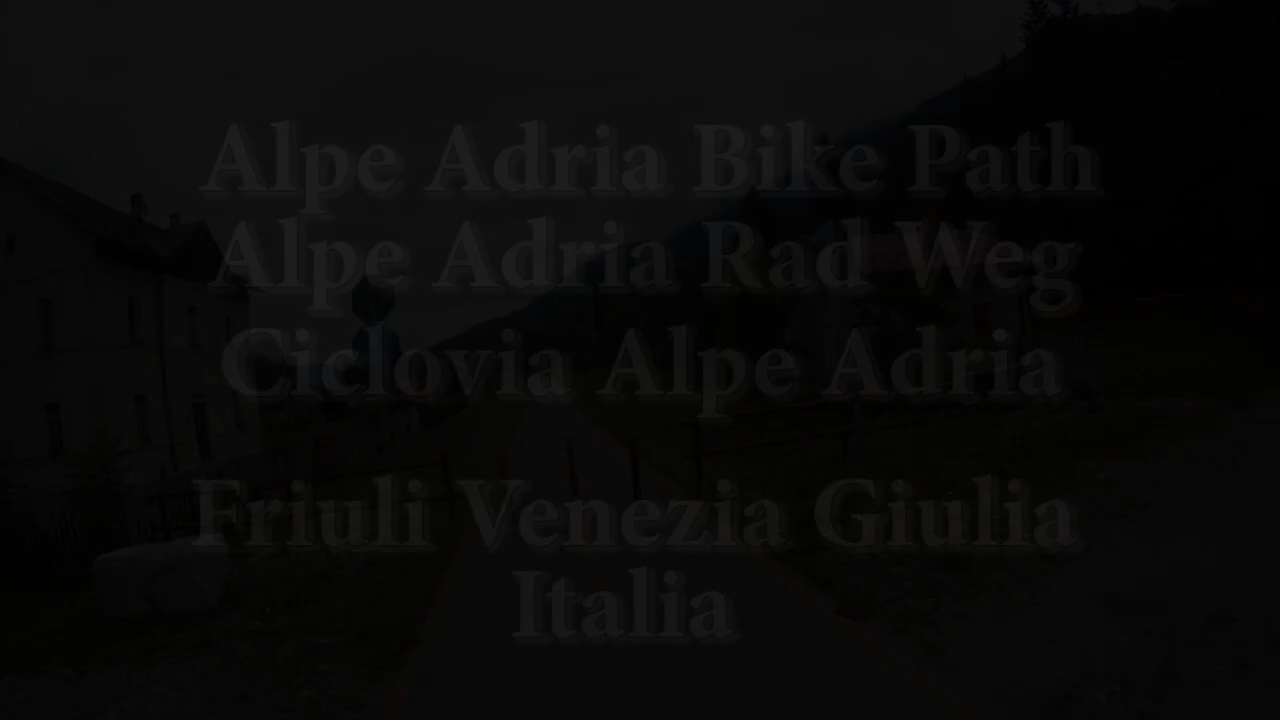 Alpe Adria Bike Path
Alpe Adria Rad Weg
Ciclovia Alpe Adria
Friuli Venezia Giulia
Italia